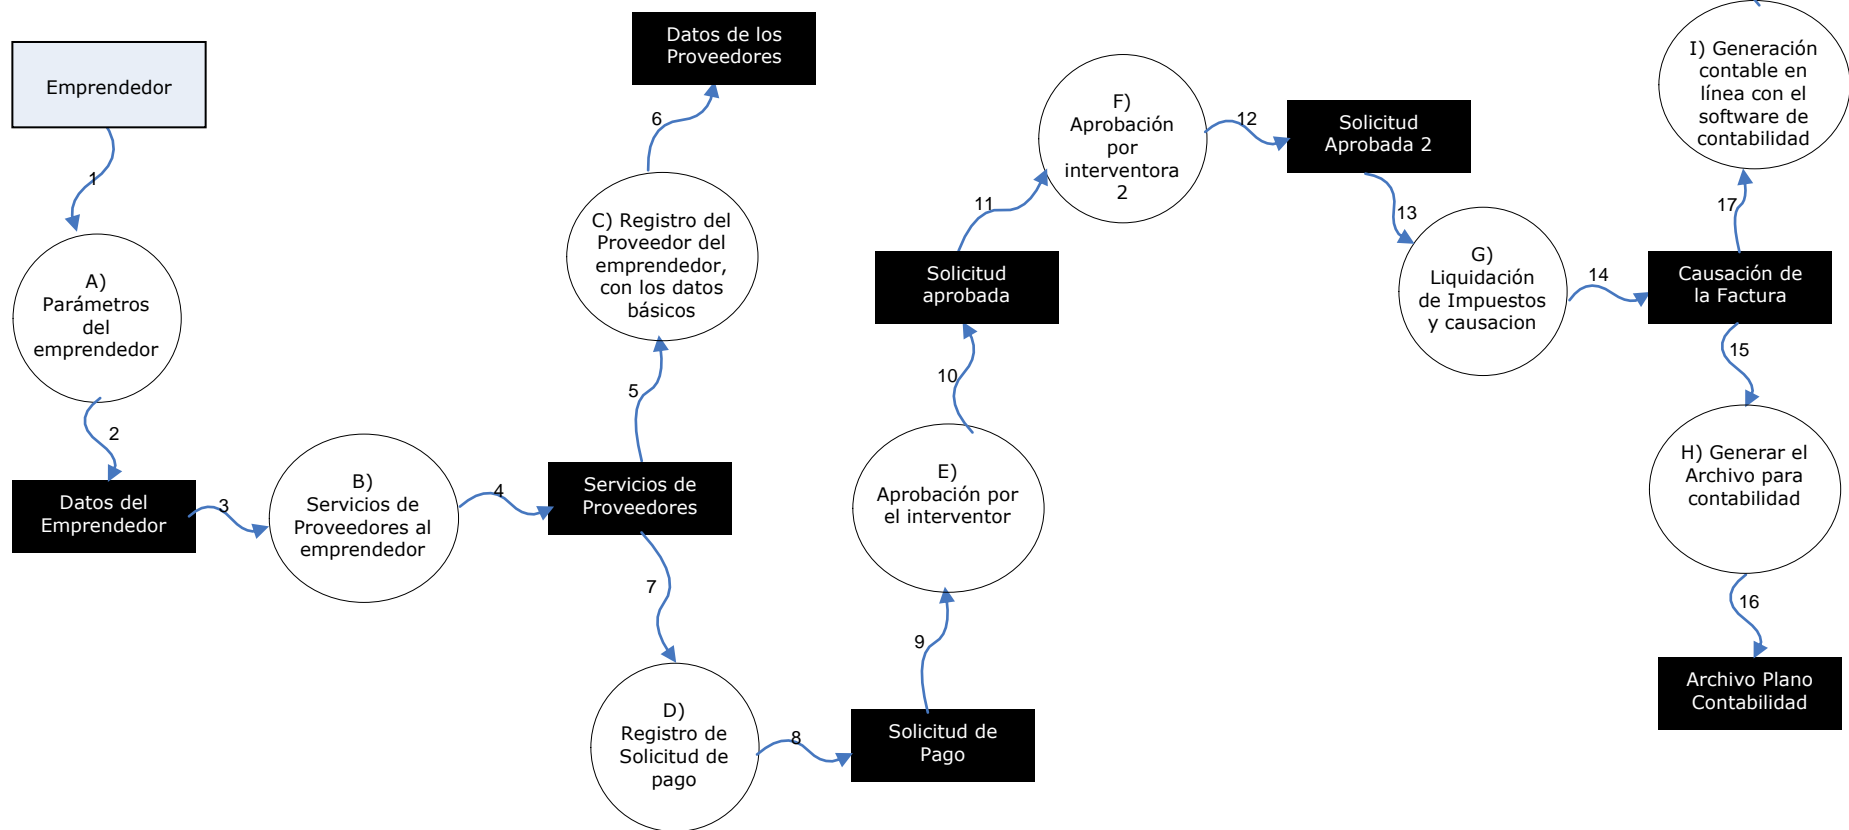 Emprendedor
1
A)
Parámetros
del
emprendedor
2
Datos del
Emprendedor
3
B)
Servicios de
Proveedores al
emprendedor
4
Servicios de
Proveedores
5
C) Registro del
Proveedor del
emprendedor,
con los datos
básicos
6
Datos de los
Proveedores
7
D)
Registro de
Solicitud de
pago
8
Solicitud de
Pago
9
E)
Aprobación por
el interventor
10
Solicitud
aprobada
11
F)
Aprobación
por
interventora
2
12
Solicitud
Aprobada 2
13
G)
Liquidación
de Impuestos
y causacion
14
Causación de
la Factura
15
H) Generar el
Archivo para
contabilidad
16
Archivo Plano
Contabilidad
17
I) Generación
contable en
línea con el
software de
contabilidad